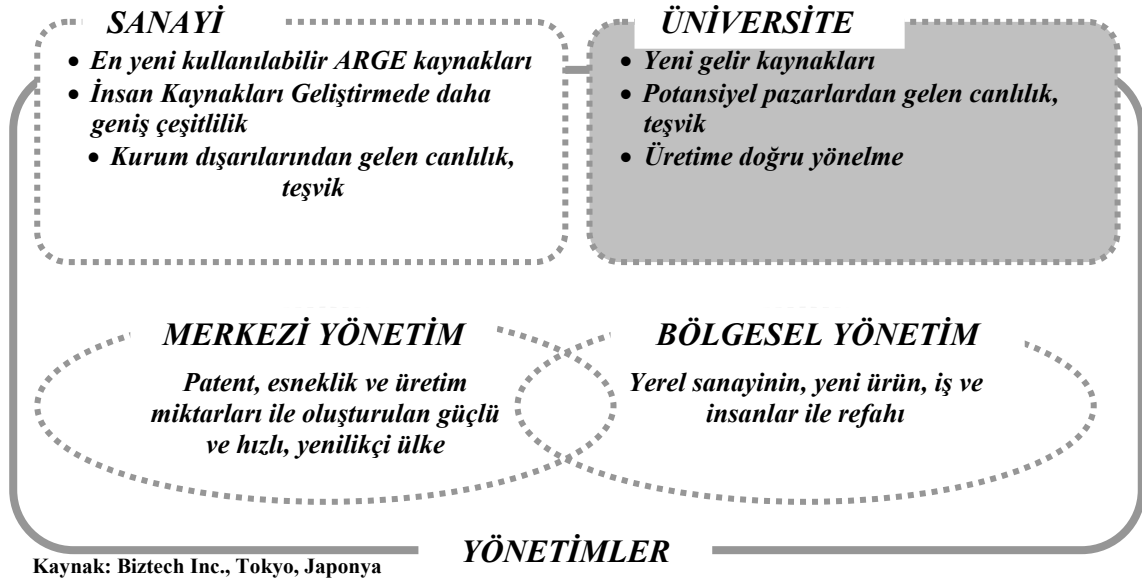 SANAYİ
• En yeni kullanılabilir ARGE kaynakları
• İnsan Kaynakları Geliştirmede daha
geniş çeşitlilik
• Kurum dışarılarından gelen canlılık,
teşvik
ÜNİVERSİTE
• Yeni gelir kaynakları
• Potansiyel pazarlardan gelen canlılık,
teşvik
• Üretime doğru yönelme
MERKEZİ YÖNETİM
Patent, esneklik ve üretim
miktarları ile oluşturulan güçlü
ve hızlı, yenilikçi ülke
BÖLGESEL YÖNETİM
Yerel sanayinin, yeni ürün, iş ve
insanlar ile refahı
YÖNETİMLER
Kaynak: Biztech Inc., Tokyo, Japonya